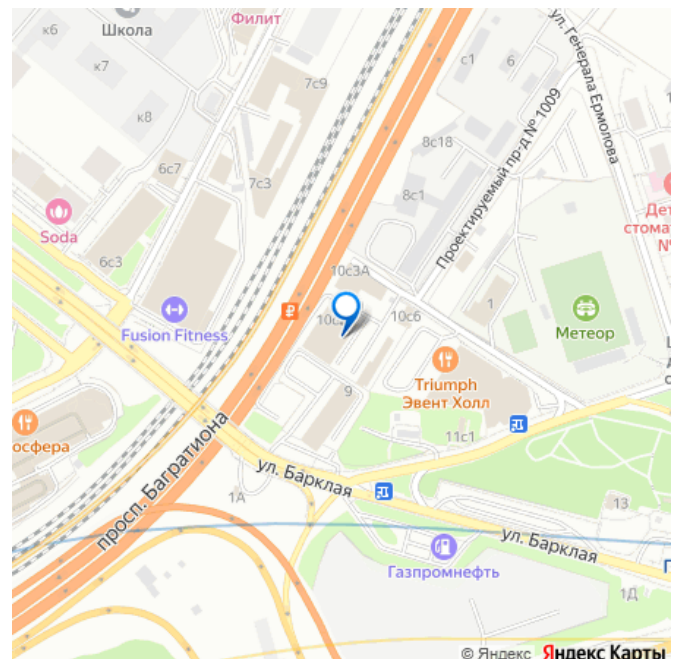 Филит
к6
Школа
к7
7с9
с1
6
ул. Генерала Ермолова
к8
8с18
6с7
7с3
8с1
Проектируемый пр-д № 1009
Soda
6с3
10с3А
Fusion Fitness
₽
10с6
1
Метеор
Triumph
Эвент Холл
9
просп. Багратиона
11с1
ул. Барклая
1А
13
ул. Барклая
Газпромнефть
1Д
© Яндекс Яндекс Карты